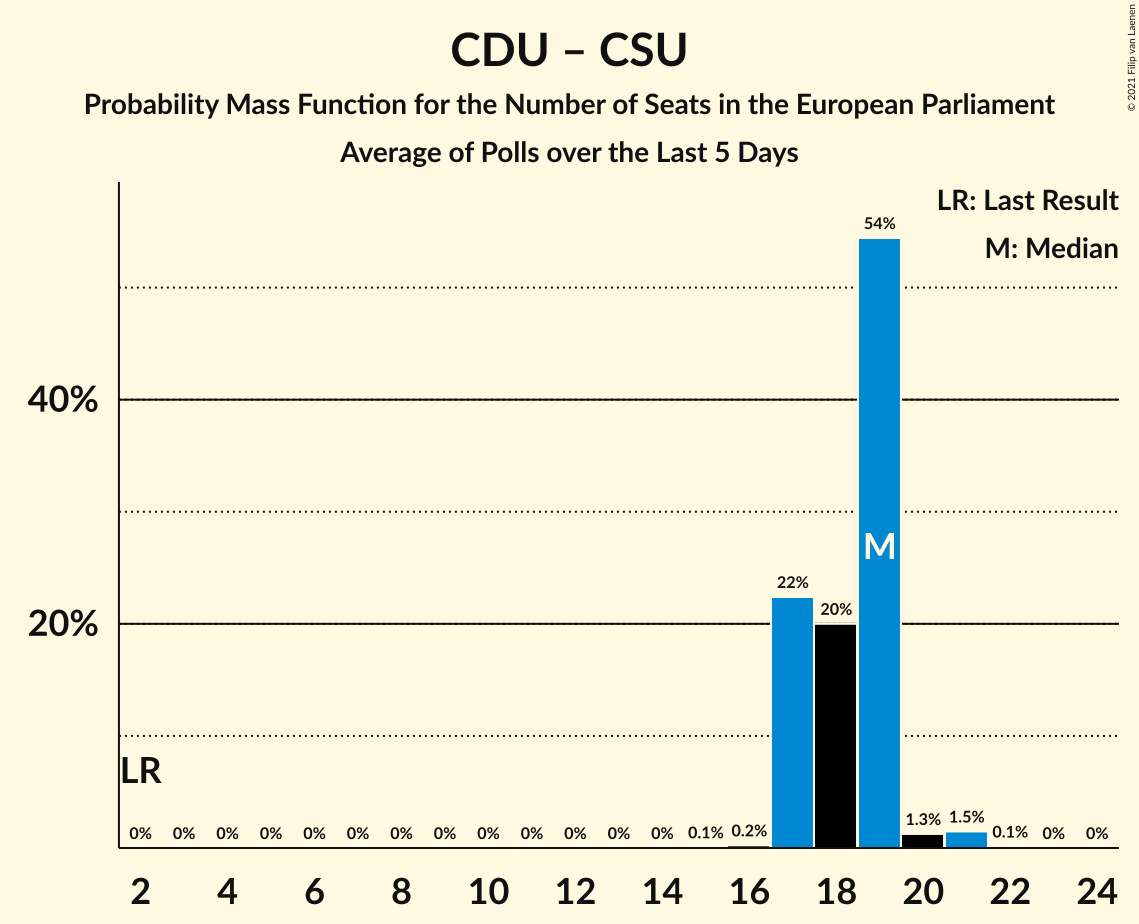 CDU – CSU
Probability Mass Function for the Number of Seats in the European Parliament
Average of Polls over the Last 5 Days
© 2021 Filip van Laenen
LR: Last Result
M: Median
54%
40%
M
22%
20%
20%
LR
0% 0% 0% 0% 0% 0% 0% 0% 0% 0% 0% 0% 0% 0.1% 0.2% 1.3% 1.5% 0.1% 0% 0%
2 4 6 8 10 12 14 16 18 20 22 24